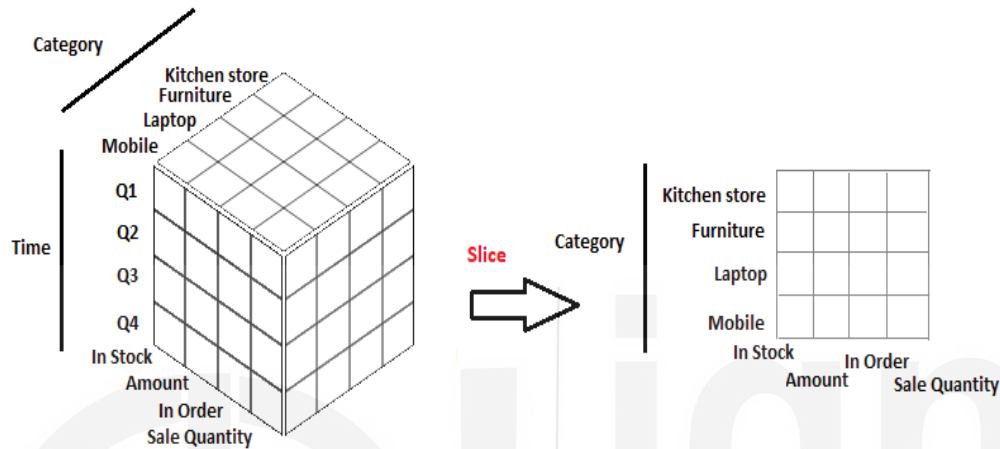 Category
Kitchen store
Furniture
Laptop
Mobile
Q1
Q2
Time
Q3
Q4
In Stock
Amount
In Order
Sale Quantity
Slice
Category
Kitchen store
Furniture
Laptop
Mobile
In Stock
In Order
Amount
Sale Quantity